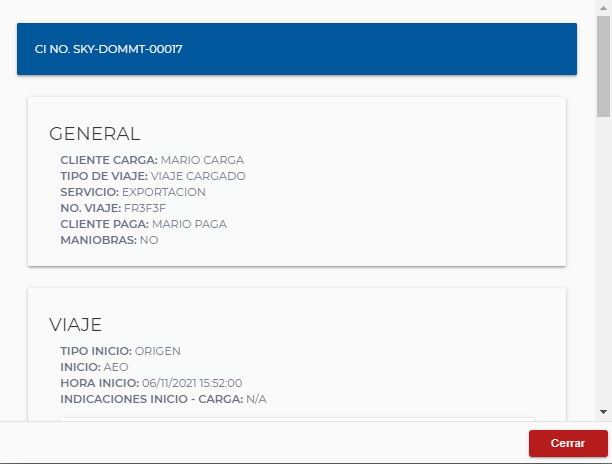 CI NO. SKY-DOMMT-00017
GENERAL
CLIENTE CARGA: MARIO CARGA
TIPO DE VIAJE: VIAJE CARGADO
SERVICIO: EXPORTACION
NO. VIAJE: FR3F3F
CLIENTE PAGA: MARIO PAGA
MANIOBRAS: NO
VIAJE
TIPO INICIO: ORIGEN
INICIO: AEO
HORA INICIO: 06/11/2021 15:52:00
INDICACIONES INICIO - CARGA: N/A
Cerrar